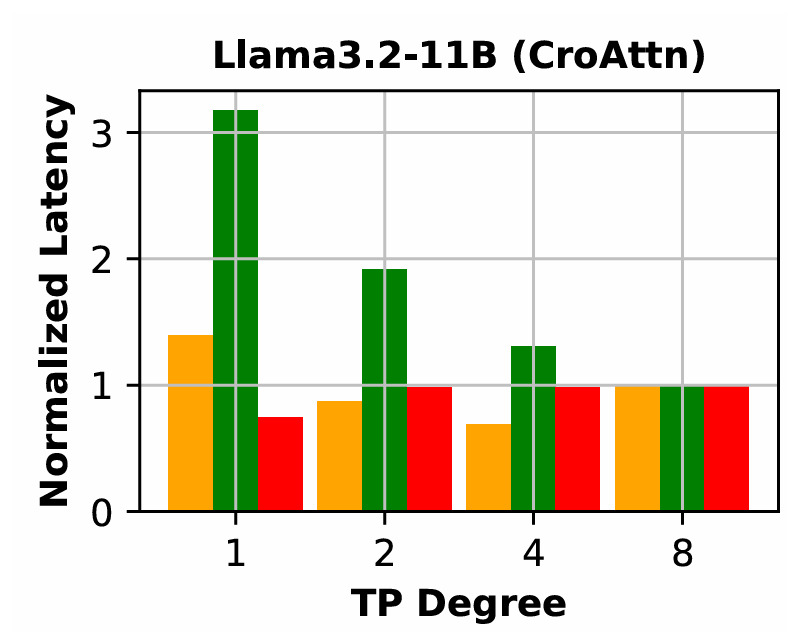 Llama3.2-11B (CroAttn)
Normalized Latency
3
2
1
0
1 2 4 8
TP Degree